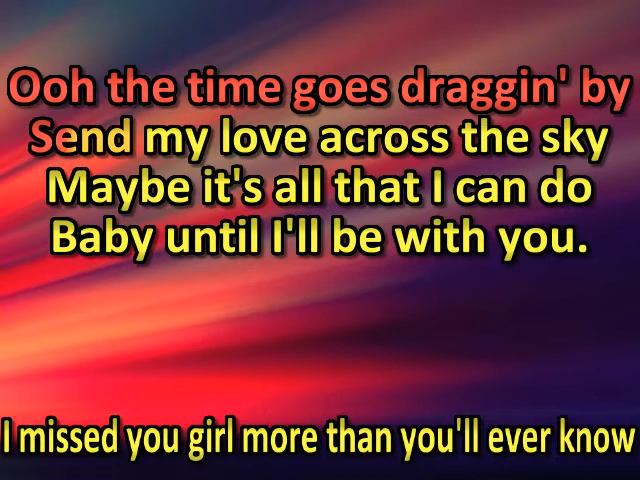 Ooh the time goes draggin' by
Send my love across the sky
Maybe it's all that I can do
Baby until I'll be with you.
I missed you girl more than you'll ever know